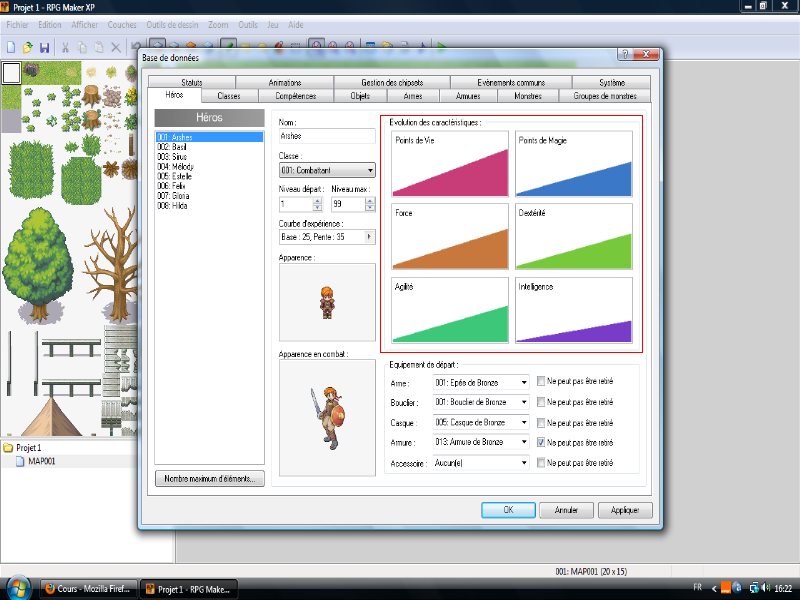 Projet 1 - RPG Maker XP
Fichier Edition Afficher Couches Outils de dessin Zoom Outils Jeu Aide
Base de données
Statuts Animations Gestion des chipsets Evénements communs Système
Héros Classes Compétences Objets Armes Armures Monstres Groupes de monstres
Héros
001: Arshes
002: Basil
003: Sirus
004: Mélody
005: Estelle
006: Felix
007: Gloria
008: Hilda
Nombre maximum d'éléments...
Nom :
Arshes
Classe :
001: Combattant
Niveau départ : Niveau max :
1 99
Courbe d'expérience :
Base : 25, Pente : 35
Apparence :
Apparence en combat :
Evolution des caractéristiques :
Points de Vie Points de Magie
Force Dextérité
Agilité Intelligence
Equipement de départ :
Arme : 001: Epée de Bronze Ne peut pas être retiré
Bouclier : 001: Bouclier de Bronze Ne peut pas être retiré
Casque : 005: Casque de Bronze Ne peut pas être retiré
Armure : 013: Armure de Bronze Ne peut pas être retiré
Accessoire : Aucun(e) Ne peut pas être retiré
OK Annuler Appliquer
Projet 1
MAP001
001: MAP001 (20 x 15)
Cours - Mozilla Firef... Projet 1 - RPG Make... FR 16:22